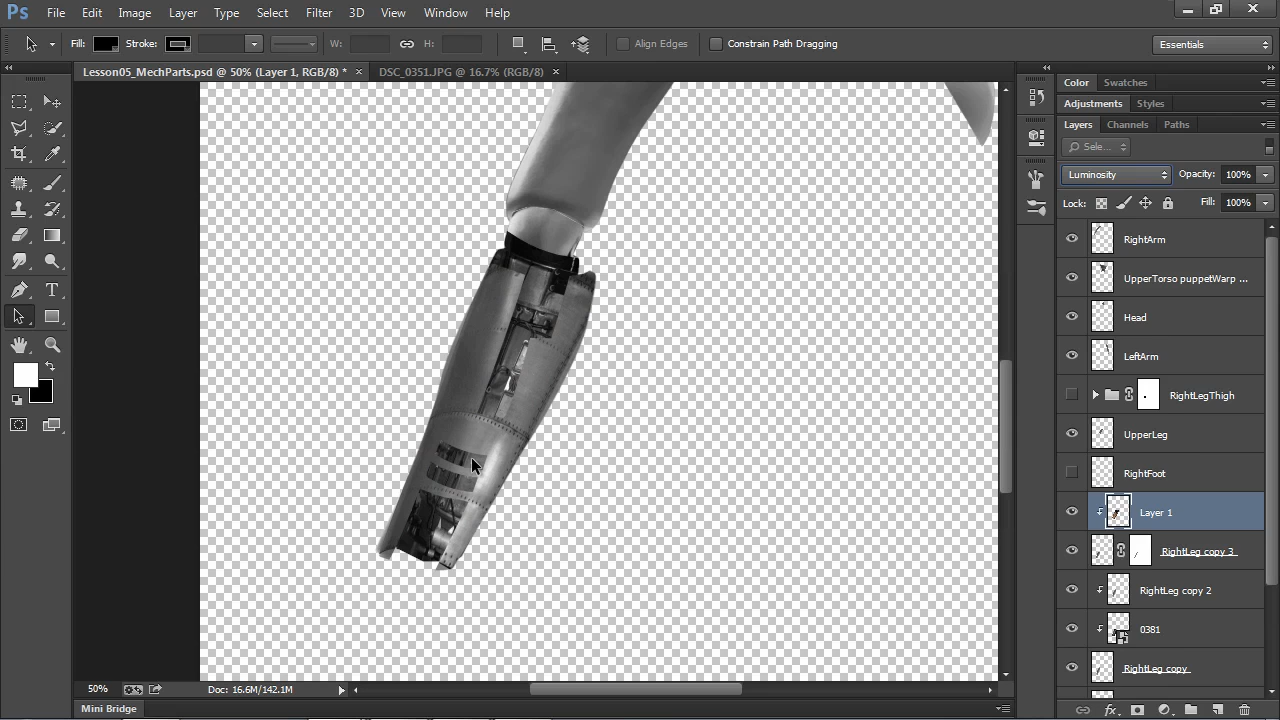 Ps File Edit Image Layer Type Select Filter 3D View Window Help
Fill: Stroke: W: H: Align Edges Constrain Path Dragging Essentials
Lesson05_MechParts.psd @ 50% (Layer 1, RGB/8) * × DSC_0351.JPG @ 16.7% (RGB/8) ×
Color Swatches
Adjustments Styles
Layers Channels Paths
Sele...
Luminosity Opacity: 100%
Lock: Fill: 100%
RightArm
UpperTorso puppetWarp ...
Head
LeftArm
RightLegThigh
UpperLeg
RightFoot
Layer 1
RightLeg copy 3
RightLeg copy 2
0381
RightLeg copy
50% Doc: 16.6M/142.1M
Mini Bridge
fx